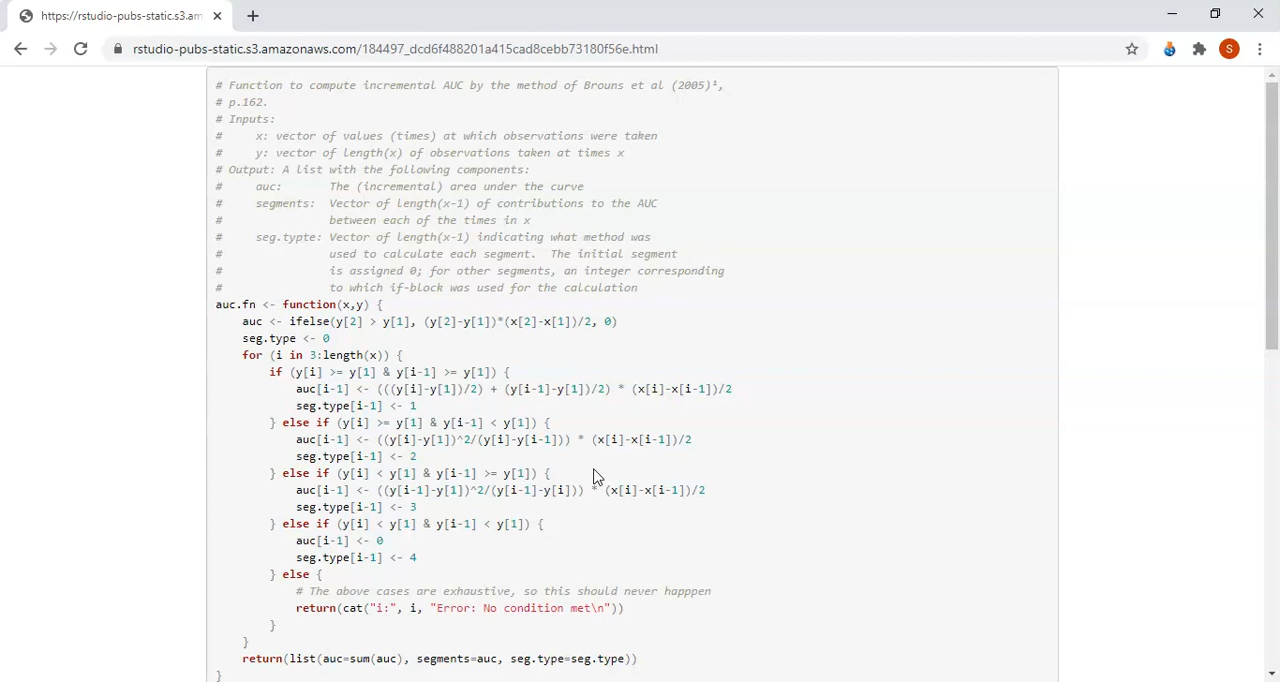 https://rstudio-pubs-static.s3.am
rstudio-pubs-static.s3.amazonaws.com/184497_dcd6f488201a415cad8cebb73180f56e.html
S
# Function to compute incremental AUC by the method of Brouns et al (2005)¹,
# p.162.
# Inputs:
#     x: vector of values (times) at which observations were taken
#     y: vector of length(x) of observations taken at times x
# Output: A list with the following components:
#     auc:       The (incremental) area under the curve
#     segments:  Vector of length(x-1) of contributions to the AUC
#                between each of the times in x
#     seg.typte: Vector of length(x-1) indicating what method was
#                used to calculate each segment.  The initial segment
#                is assigned 0; for other segments, an integer corresponding
#                to which if-block was used for the calculation
auc.fn <- function(x,y) {
    auc <- ifelse(y[2] > y[1], (y[2]-y[1])*(x[2]-x[1])/2, 0)
    seg.type <- 0
    for (i in 3:length(x)) {
        if (y[i] >= y[1] & y[i-1] >= y[1]) {
            auc[i-1] <- (((y[i]-y[1])/2) + (y[i-1]-y[1])/2) * (x[i]-x[i-1])/2
            seg.type[i-1] <- 1
        } else if (y[i] >= y[1] & y[i-1] < y[1]) {
            auc[i-1] <- ((y[i]-y[1])^2/(y[i]-y[i-1])) * (x[i]-x[i-1])/2
            seg.type[i-1] <- 2
        } else if (y[i] < y[1] & y[i-1] >= y[1]) {
            auc[i-1] <- ((y[i-1]-y[1])^2/(y[i-1]-y[i])) * (x[i]-x[i-1])/2
            seg.type[i-1] <- 3
        } else if (y[i] < y[1] & y[i-1] < y[1]) {
            auc[i-1] <- 0
            seg.type[i-1] <- 4
        } else {
            # The above cases are exhaustive, so this should never happpen
            return(cat("i:", i, "Error: No condition met\n"))
        }
    }
    return(list(auc=sum(auc), segments=auc, seg.type=seg.type))
}